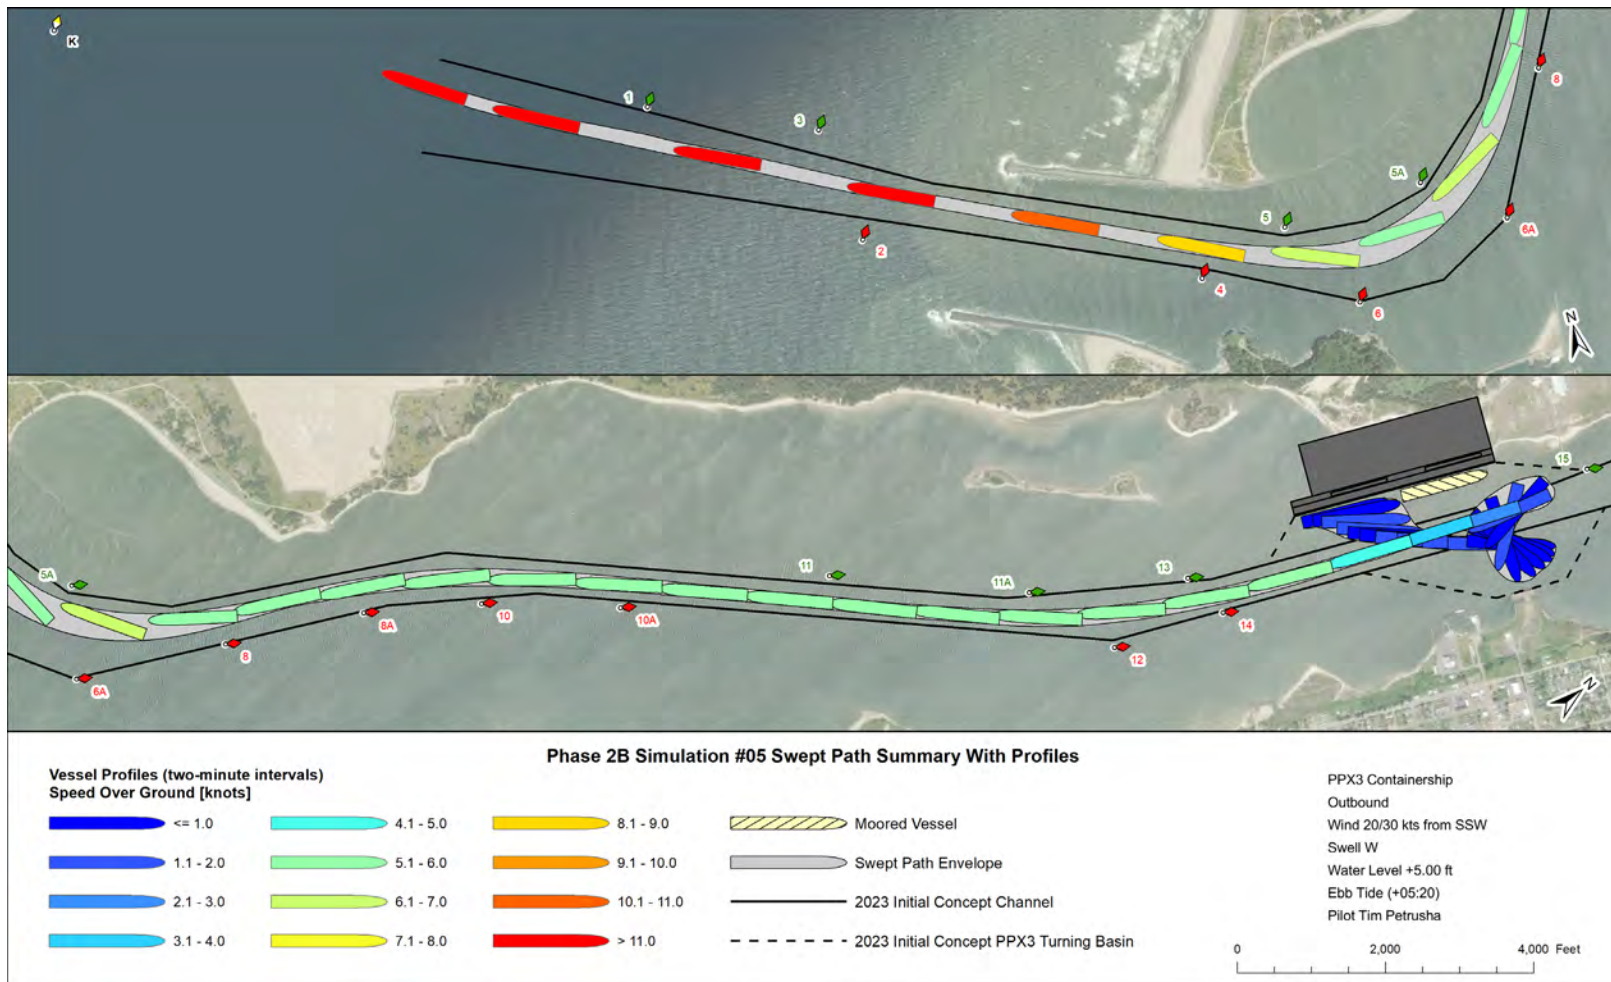 K
1
3
2
4
5
6
5A
6A
8
N
5A
6A
8
8A
10
10A
11
11A
12
13
14
15
N
Phase 2B Simulation #05 Swept Path Summary With Profiles
Vessel Profiles (two-minute intervals)
Speed Over Ground [knots]
<= 1.0
1.1 - 2.0
2.1 - 3.0
3.1 - 4.0
4.1 - 5.0
5.1 - 6.0
6.1 - 7.0
7.1 - 8.0
8.1 - 9.0
9.1 - 10.0
10.1 - 11.0
> 11.0
Moored Vessel
Swept Path Envelope
2023 Initial Concept Channel
2023 Initial Concept PPX3 Turning Basin
PPX3 Containership
Outbound
Wind 20/30 kts from SSW
Swell W
Water Level +5.00 ft
Ebb Tide (+05:20)
Pilot Tim Petrusha
0 2,000 4,000 Feet